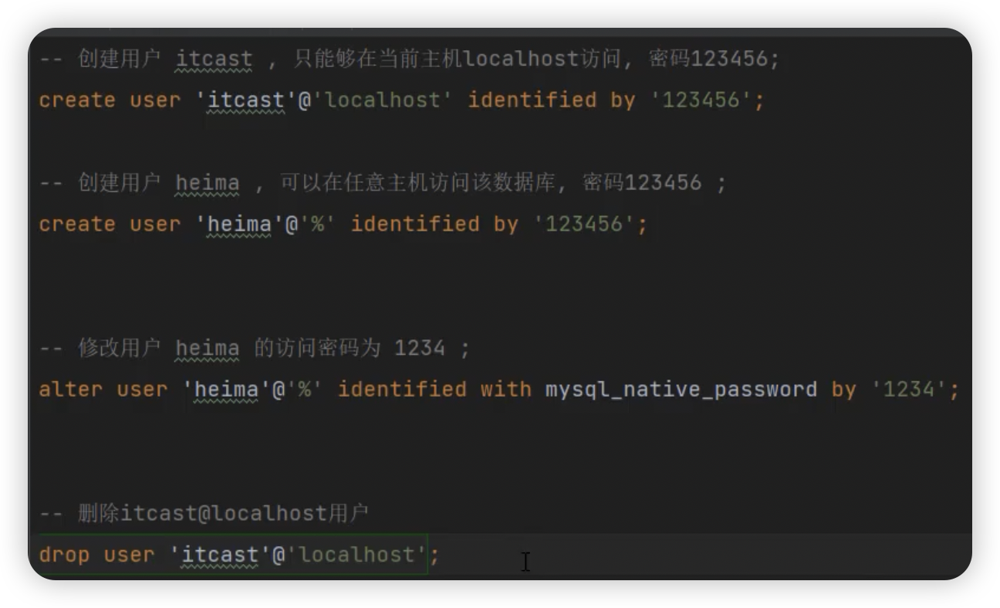 -- 创建用户 itcast , 只能够在当前主机localhost访问, 密码123456;
create user 'itcast'@'localhost' identified by '123456';
-- 创建用户 heima , 可以在任意主机访问该数据库, 密码123456 ;
create user 'heima'@'%' identified by '123456';
-- 修改用户 heima 的访问密码为 1234 ;
alter user 'heima'@'%' identified with mysql_native_password by '1234';
-- 删除itcast@localhost用户
drop user 'itcast'@'localhost';